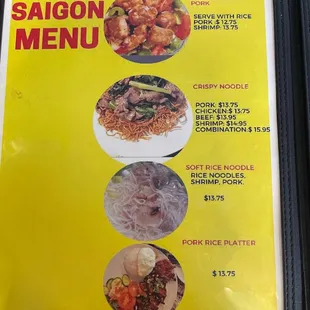 SAIGON
MENU
PORK
SERVE WITH RICE
PORK :$ 12.75
SHRIMP: 13.75
CRISPY NOODLE
PORK: $13.75
CHICKEN:$ 13.75
BEEF: $13.95
SHRIMP: $14.95
COMBINATION:$ 15.95
SOFT RICE NOODLE
RICE NOODLES,
SHRIMP, PORK.
$13.75
PORK RICE PLATTER
$ 13.75